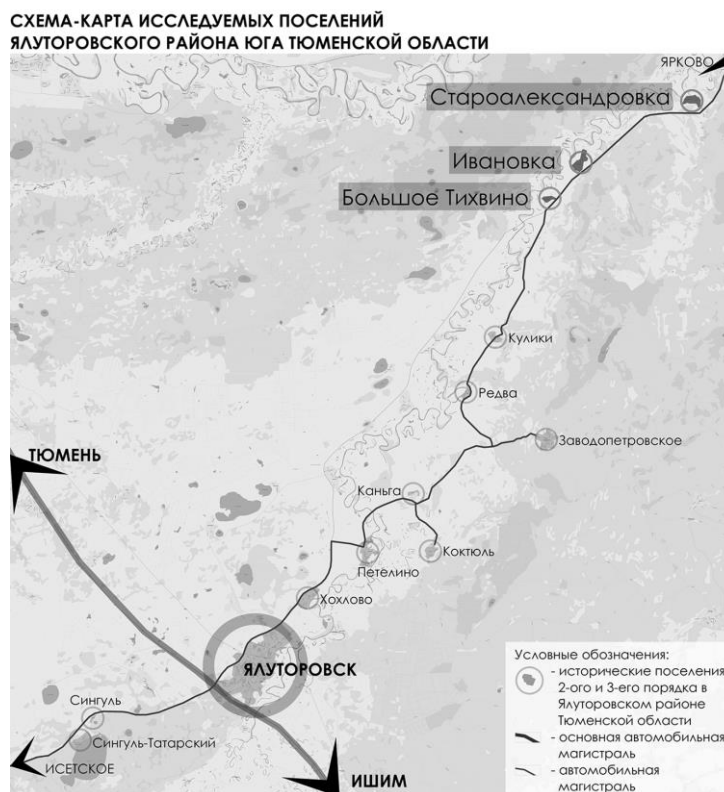 СХЕМА-КАРТА ИССЛЕДУЕМЫХ ПОСЕЛЕНИЙ
ЯЛУТОРОВСКОГО РАЙОНА ЮГА ТЮМЕНСКОЙ ОБЛАСТИ
ЯРКОВО
Староалександровка
Ивановка
Большое Тихвино
Кулики
Редва
Заводопетровское
ТЮМЕНЬ
Каньга
Коктюль
Петелино
Хохлово
ЯЛУТОРОВСК
Сингуль
Сингуль-Татарский
ИСЕТСКОЕ
ИШИМ
Условные обозначения:
- исторические поселения
2-ого и 3-его порядка в
Ялуторовском районе
Тюменской области
- основная автомобильная
магистраль
- автомобильная
магистраль